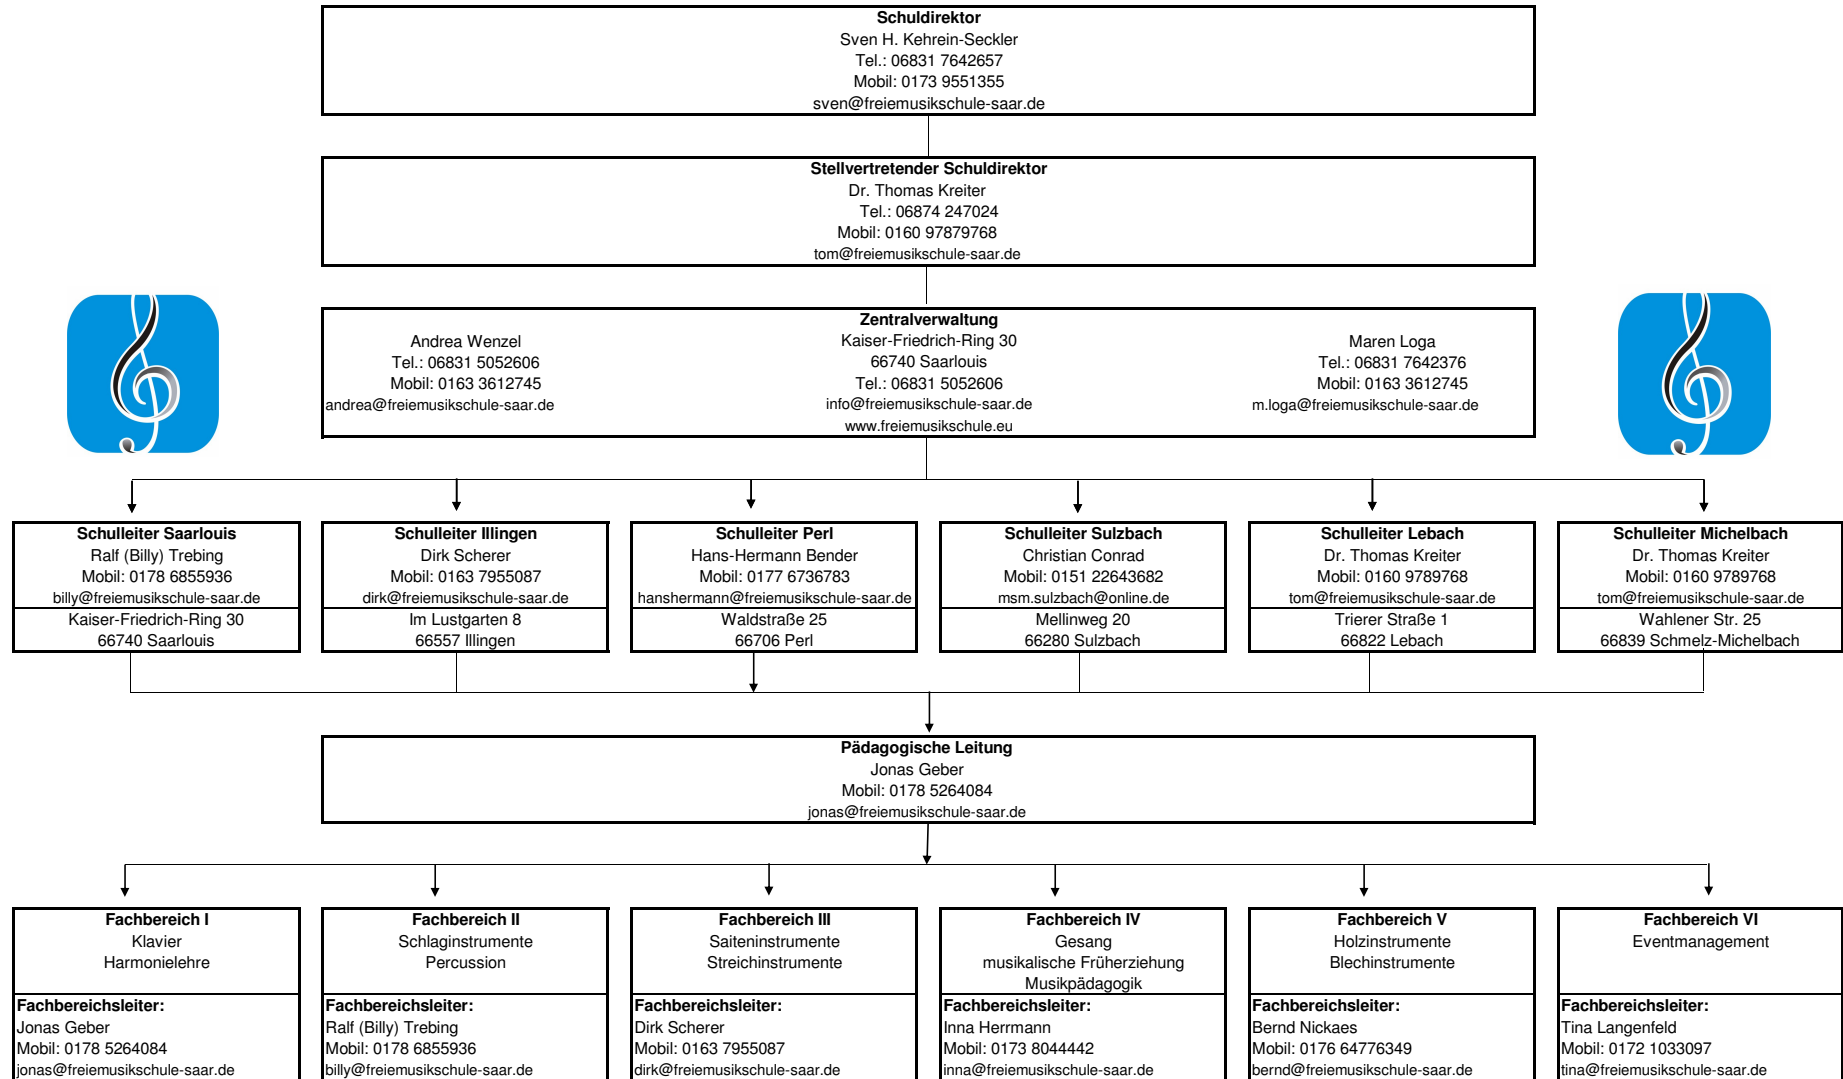 Schuldirektor
Sven H. Kehrein-Seckler
Tel.: 06831 7642657
Mobil: 0173 9551355
sven@freiemusikschule-saar.de
Stellvertretender Schuldirektor
Dr. Thomas Kreiter
Tel.: 06874 247024
Mobil: 0160 97879768
tom@freiemusikschule-saar.de
Zentralverwaltung
Andrea Wenzel
Tel.: 06831 5052606
Mobil: 0163 3612745
andrea@freiemusikschule-saar.de
Kaiser-Friedrich-Ring 30
66740 Saarlouis
Tel.: 06831 5052606
info@freiemusikschule-saar.de
www.freiemusikschule.eu
Maren Loga
Tel.: 06831 7642376
Mobil: 0163 3612745
m.loga@freiemusikschule-saar.de
Schulleiter Saarlouis
Ralf (Billy) Trebing
Mobil: 0178 6855936
billy@freiemusikschule-saar.de
Kaiser-Friedrich-Ring 30
66740 Saarlouis
Schulleiter Illingen
Dirk Scherer
Mobil: 0163 7955087
dirk@freiemusikschule-saar.de
Im Lustgarten 8
66557 Illingen
Schulleiter Perl
Hans-Hermann Bender
Mobil: 0177 6736783
hanshermann@freiemusikschule-saar.de
Waldstraße 25
66706 Perl
Schulleiter Sulzbach
Christian Conrad
Mobil: 0151 22643682
msm.sulzbach@online.de
Mellinweg 20
66280 Sulzbach
Schulleiter Lebach
Dr. Thomas Kreiter
Mobil: 0160 9789768
tom@freiemusikschule-saar.de
Trierer Straße 1
66822 Lebach
Schulleiter Michelbach
Dr. Thomas Kreiter
Mobil: 0160 9789768
tom@freiemusikschule-saar.de
Wahlener Str. 25
66839 Schmelz-Michelbach
Pädagogische Leitung
Jonas Geber
Mobil: 0178 5264084
jonas@freiemusikschule-saar.de
Fachbereich I
Klavier
Harmonielehre
Fachbereichsleiter:
Jonas Geber
Mobil: 0178 5264084
jonas@freiemusikschule-saar.de
Fachbereich II
Schlaginstrumente
Percussion
Fachbereichsleiter:
Ralf (Billy) Trebing
Mobil: 0178 6855936
billy@freiemusikschule-saar.de
Fachbereich III
Saiteninstrumente
Streichinstrumente
Fachbereichsleiter:
Dirk Scherer
Mobil: 0163 7955087
dirk@freiemusikschule-saar.de
Fachbereich IV
Gesang
musikalische Früherziehung
Musikpädagogik
Fachbereichsleiter:
Inna Herrmann
Mobil: 0173 8044442
inna@freiemusikschule-saar.de
Fachbereich V
Holzinstrumente
Blechinstrumente
Fachbereichsleiter:
Bernd Nickaes
Mobil: 0176 64776349
bernd@freiemusikschule-saar.de
Fachbereich VI
Eventmanagement
Fachbereichsleiter:
Tina Langenfeld
Mobil: 0172 1033097
tina@freiemusikschule-saar.de